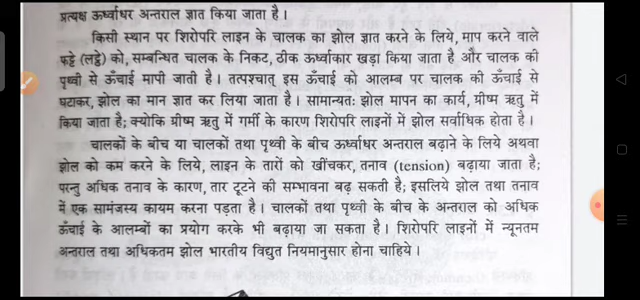 प्रत्यक्ष ऊर्ध्वाधर अन्तराल ज्ञात किया जाता है।
किसी स्थान पर शिरोपरि लाइन के चालक का झोल ज्ञात करने के लिये, माप करने वाले
फट्टे (लट्ठे) को, सम्बन्धित चालक के निकट, ठीक ऊर्ध्वाकार खड़ा किया जाता है और चालक की
पृथ्वी से ऊँचाई मापी जाती है। तत्पश्चात् इस ऊँचाई को आलम्ब पर चालक की ऊँचाई से
घटाकर, झोल का मान ज्ञात कर लिया जाता है। सामान्यतः झोल मापन का कार्य, ग्रीष्म ऋतु में
किया जाता है; क्योकि ग्रीष्म ऋतु में गर्मी के कारण शिरोपरि लाइनों में झोल सर्वाधिक होता है।
चालकों के बीच या चालकों तथा पृथ्वी के बीच ऊर्ध्वाधर अन्तराल बढ़ाने के लिये अथवा
झोल को कम करने के लिये, लाइन के तारों को खींचकर, तनाव (tension) बढ़ाया जाता है;
परन्तु अधिक तनाव के कारण, तार टूटने की सम्भावना बढ़ सकती है; इसलिये झोल तथा तनाव
में एक सामंजस्य कायम करना पड़ता है। चालकों तथा पृथ्वी के बीच के अन्तराल को अधिक
ऊँचाई के आलम्बों का प्रयोग करके भी बढ़ाया जा सकता है। शिरोपरि लाइनों में न्यूनतम
अन्तराल तथा अधिकतम झोल भारतीय विद्युत नियमानुसार होना चाहिये।